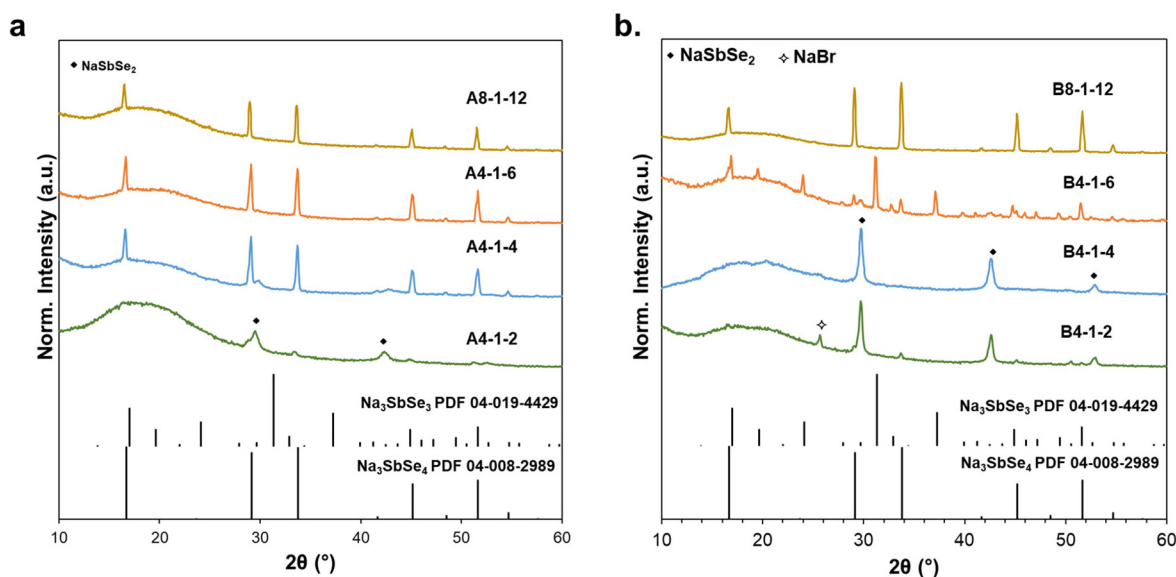 a
◆ NaSbSe₂
A8-1-12
A4-1-6
A4-1-4
A4-1-2
Na₃SbSe₃ PDF 04-019-4429
Na₃SbSe₄ PDF 04-008-2989
Norm. Intensity (a.u.)
10 20 30 40 50 60
2θ (°)
b.
◆ NaSbSe₂ ✧ NaBr
B8-1-12
B4-1-6
B4-1-4
B4-1-2
Na₃SbSe₃ PDF 04-019-4429
Na₃SbSe₄ PDF 04-008-2989
Norm. Intensity (a.u.)
10 20 30 40 50 60
2θ (°)